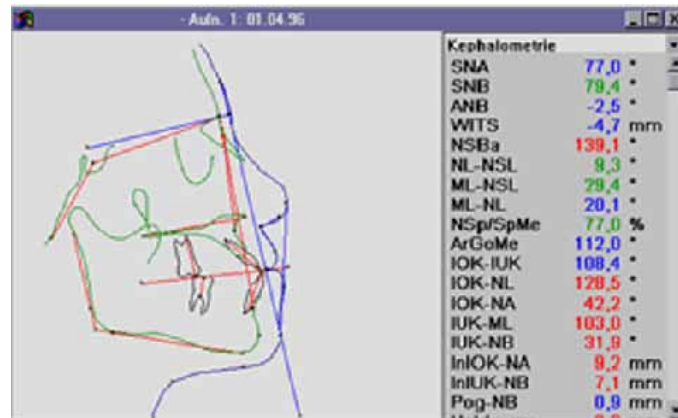 - Aufn. 1: 01.04.96
Kephalometrie
SNA 77,0 °
SNB 79,4 °
ANB -2,5 °
WITS -4,7 mm
NSBa 139,1 °
NL-NSL 9,3 °
ML-NSL 29,4 °
ML-NL 20,1 °
NSp/SpMe 77,0 %
ArGoMe 112,0 °
IOK-IUK 108,4 °
IOK-NL 128,5 °
IOK-NA 42,2 °
IUK-ML 103,0 °
IUK-NB 31,9 °
InIOK-NA 9,2 mm
InIUK-NB 7,1 mm
Pog-NB 0,9 mm